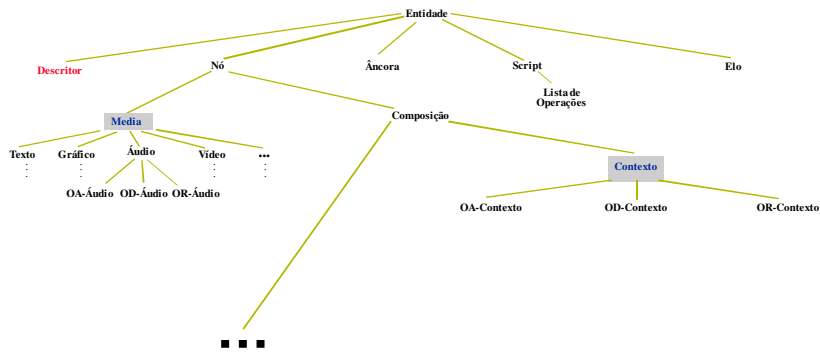 Entidade
Descritor
Nó
Âncora
Script
Elo
Lista de
Operações
Media
Composição
Texto
Gráfico
Áudio
Vídeo
...
Contexto
OA-Áudio
OD-Áudio
OR-Áudio
OA-Contexto
OD-Contexto
OR-Contexto